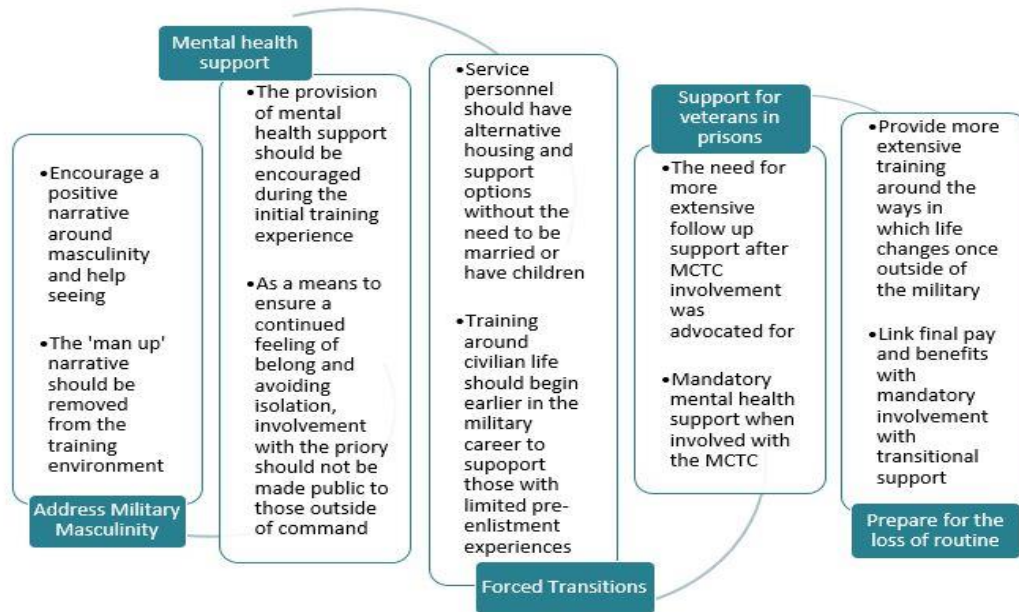 Address Military
Masculinity
•Encourage a
positive
narrative
around
masculinity
and help
seeing
•The 'man up'
narrative
should be
removed
from the
training
environment
Mental health
support
•The provision
of mental
health support
should be
encouraged
during the
initial training
experience
•As a means to
ensure a
continued
feeling of
belong and
avoiding
isolation,
involvement
with the priory
should not be
made public to
those outside
of command
Forced Transitions
•Service
personnel
should have
alternative
housing and
support
options
without the
need to be
married or
have children
•Training
around
civilian life
should begin
earlier in the
military
career to
supoport
those with
limited pre-
enlistment
experiences
Support for
veterans in
prisons
•The need for
more
extensive
follow up
support after
MCTC
involvement
was
advocated for
•Mandatory
mental health
support when
involved with
the MCTC
Prepare for the
loss of routine
•Provide more
extensive
training
around the
ways in
which life
changes once
outside of
the military
•Link final pay
and benefits
with
mandatory
involvement
with
transitional
support